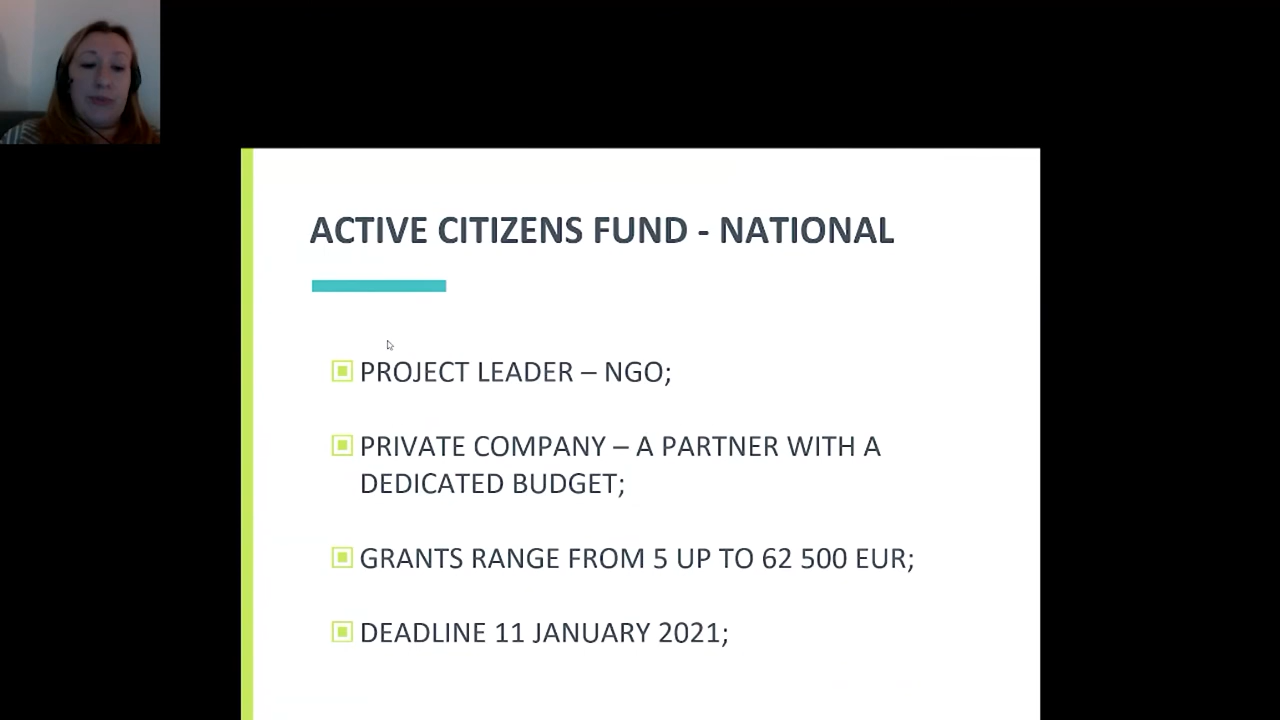 ACTIVE CITIZENS FUND - NATIONAL
PROJECT LEADER – NGO;
PRIVATE COMPANY – A PARTNER WITH A
DEDICATED BUDGET;
GRANTS RANGE FROM 5 UP TO 62 500 EUR;
DEADLINE 11 JANUARY 2021;